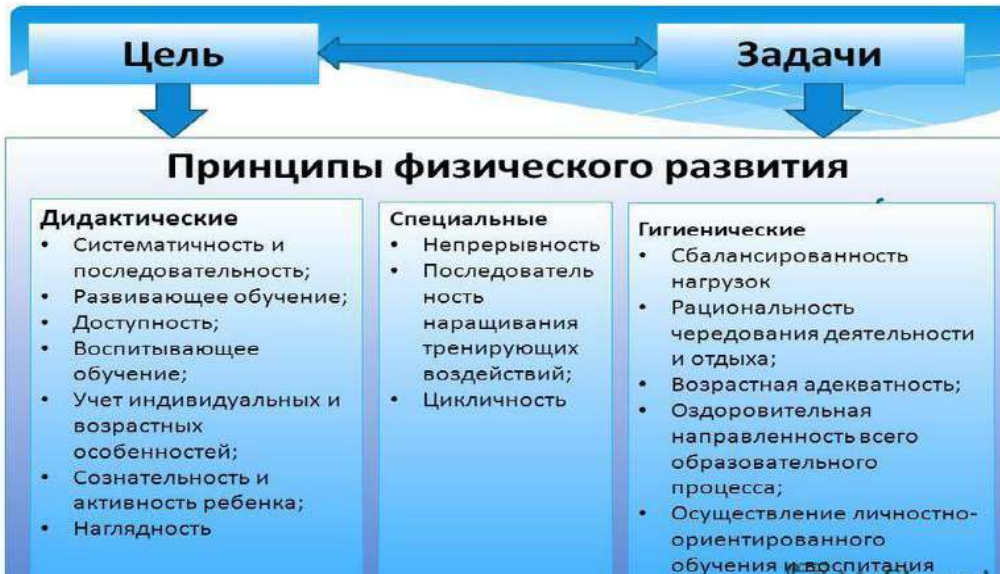 Цель
Задачи
Принципы физического развития
Дидактические
• Систематичность и
последовательность;
• Развивающее обучение;
• Доступность;
• Воспитывающее
обучение;
• Учет индивидуальных и
возрастных
особенностей;
• Сознательность и
активность ребенка;
• Наглядность
Специальные
• Непрерывность
• Последователь
ность
наращивания
тренирующих
воздействий;
• Цикличность
Гигиенические
• Сбалансированность
нагрузок
• Рациональность
чередования деятельности
и отдыха;
• Возрастная адекватность;
• Оздоровительная
направленность всего
образовательного
процесса;
• Осуществление личностно-
ориентированного
обучения и воспитания